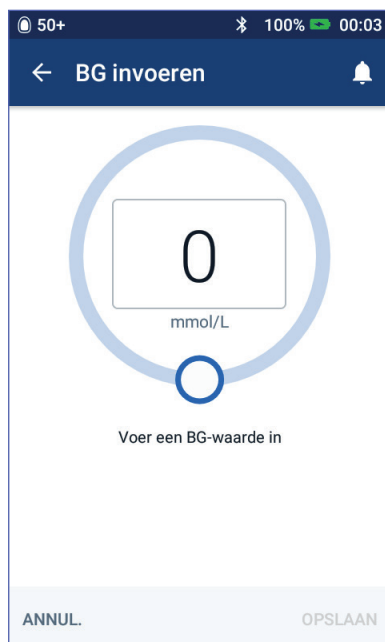 50+ 100% 00:03
BG invoeren
0
mmol/L
Voer een BG-waarde in
ANNUL. OPSLAAN